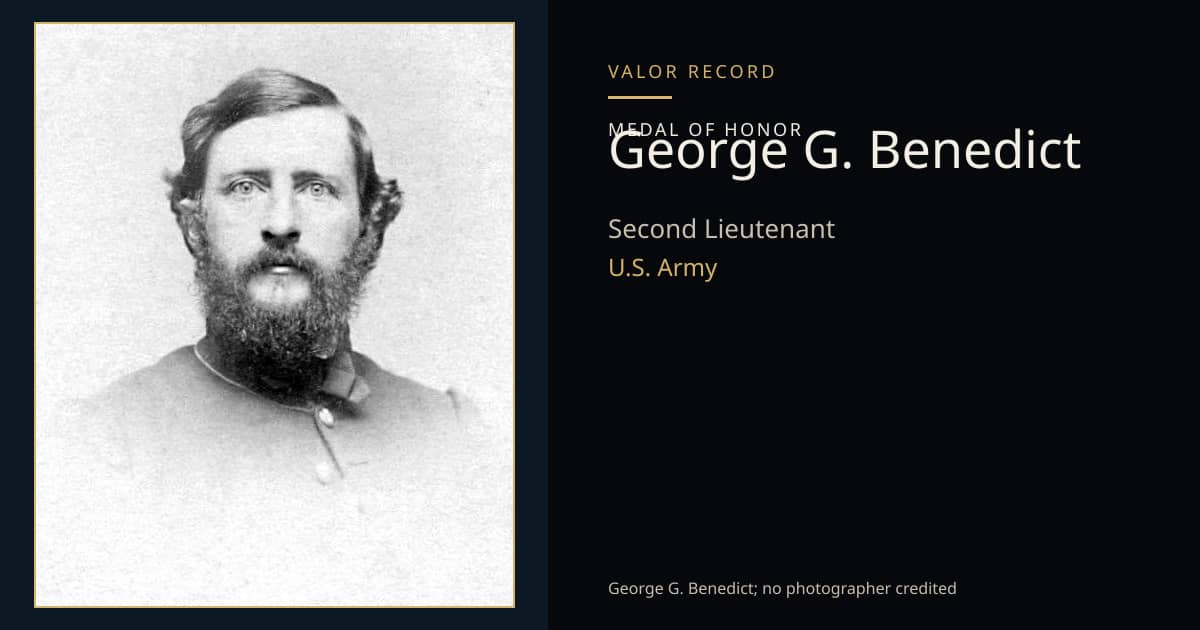 VALOR RECORD
MEDAL OF HONOR
George G. Benedict
Second Lieutenant
U.S. Army
George G. Benedict; no photographer credited